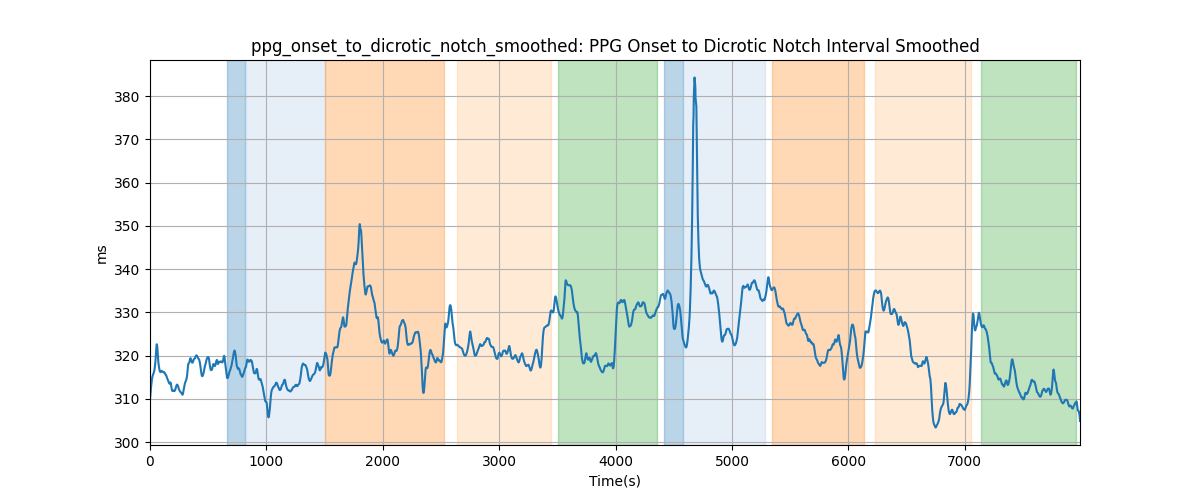 ppg_onset_to_dicrotic_notch_smoothed: PPG Onset to Dicrotic Notch Interval Smoothed
380
370
360
350
340
330
320
310
300
ms
0 1000 2000 3000 4000 5000 6000 7000
Time(s)